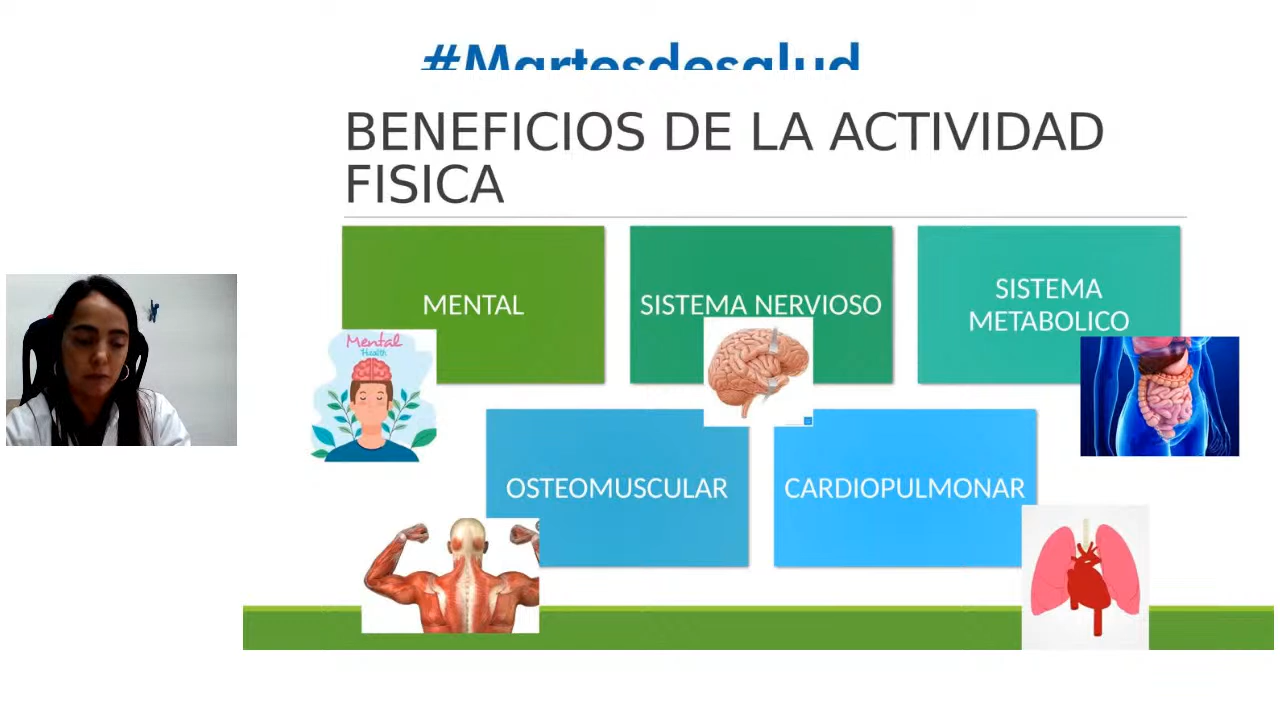 #Martesdesalud
BENEFICIOS DE LA ACTIVIDAD
FISICA
MENTAL
SISTEMA NERVIOSO
SISTEMA
METABOLICO
Mental
Health
OSTEOMUSCULAR
CARDIOPULMONAR